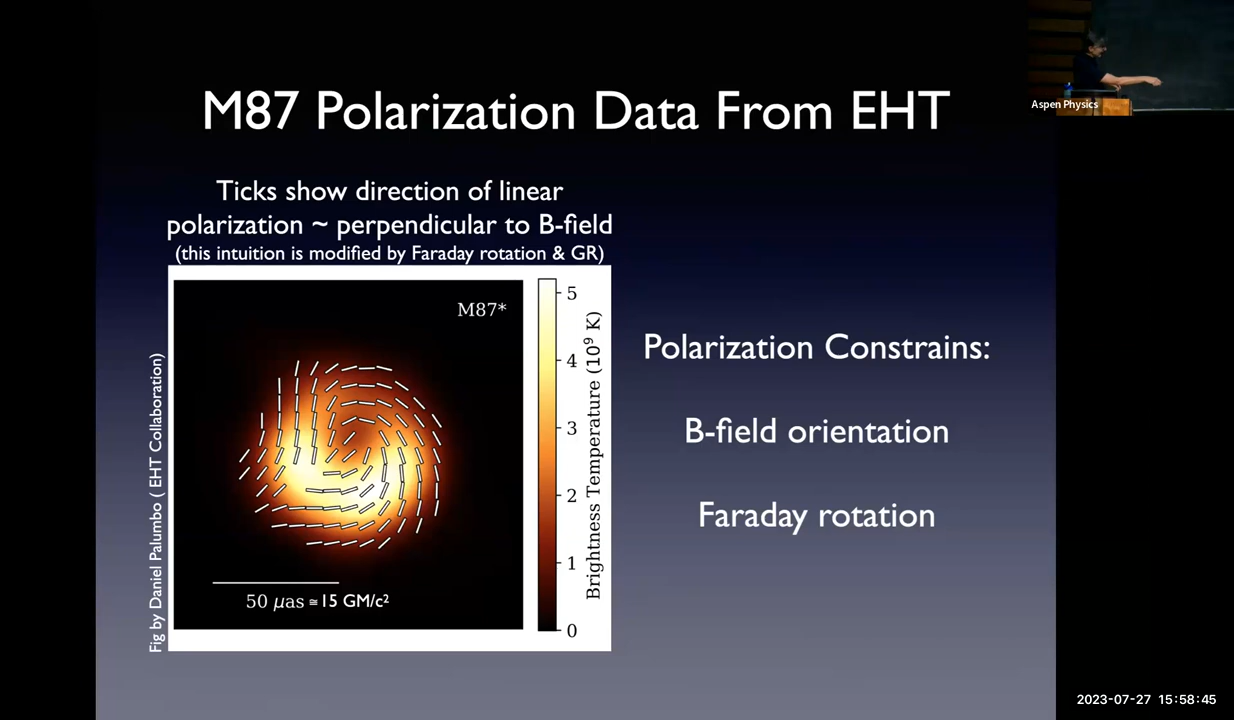 M87 Polarization Data From EHT
Aspen Physics
Ticks show direction of linear
polarization ~ perpendicular to B-field
(this intuition is modified by Faraday rotation & GR)
M87*
5
4
3
2
1
0
Brightness Temperature (10⁹ K)
50 μas ≅ 15 GM/c²
Fig by Daniel Palumbo ( EHT Collaboration)
Polarization Constrains:
B-field orientation
Faraday rotation
2023-07-27 15:58:45